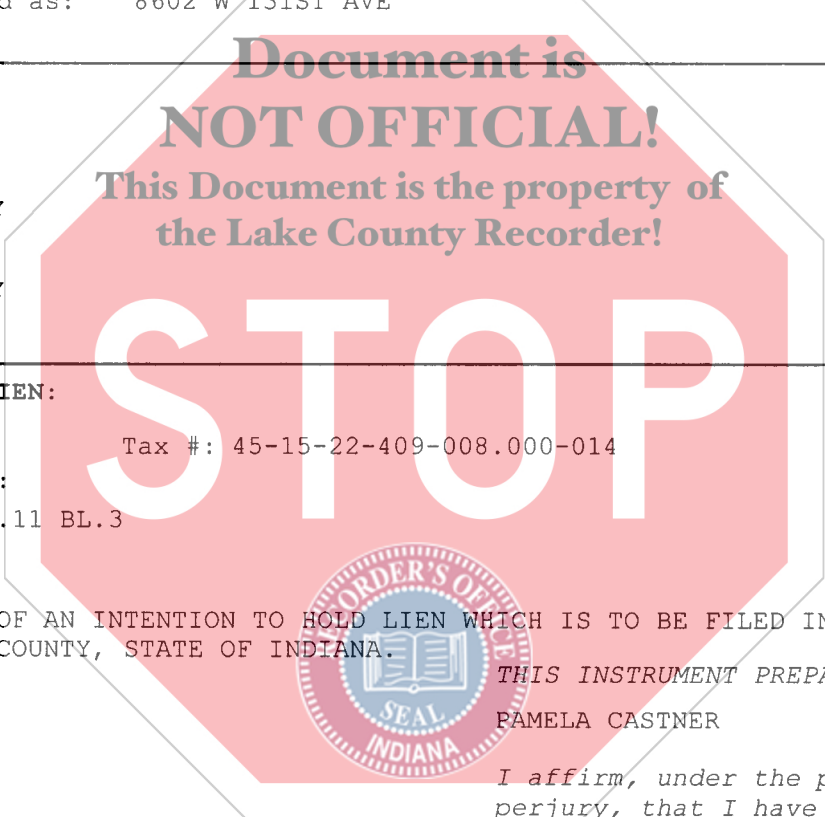 d as: 8602 W 131ST AVE
Document is
NOT OFFICIAL!
This Document is the property of
the Lake County Recorder!
Y
Y
STOP
IEN:
Tax #: 45-15-22-409-008.000-014
:
.11 BL.3
RECORDER'S OFFICE
OF AN INTENTION TO HOLD LIEN WHICH IS TO BE FILED IN
COUNTY, STATE OF INDIANA.
THIS INSTRUMENT PREPA
SEAL
PAMELA CASTNER
INDIANA
I affirm, under the p
perjury, that I have